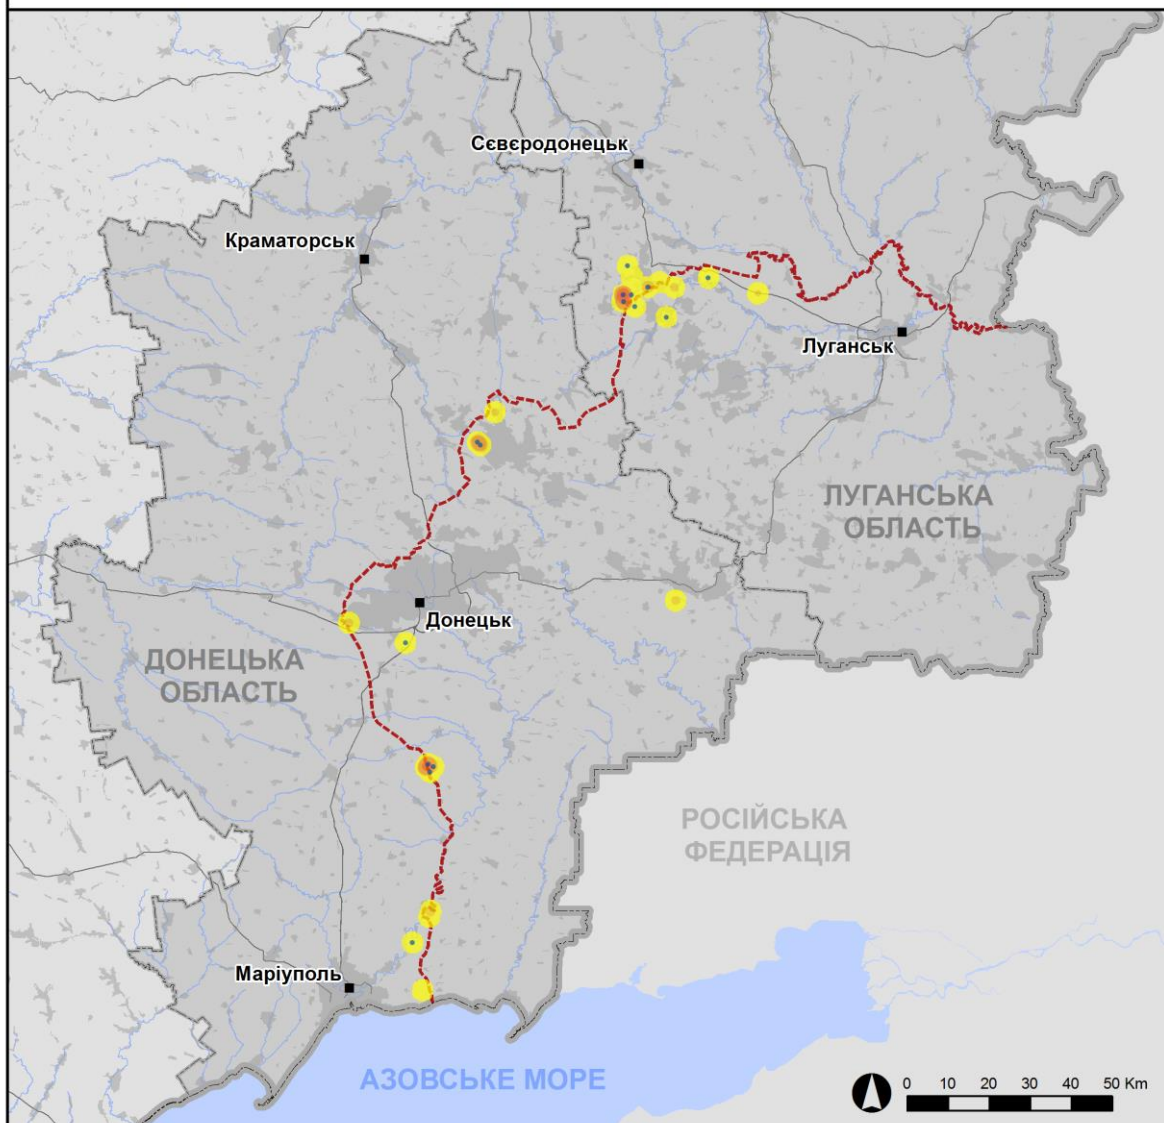 Сєвєродонецьк
Краматорськ
Луганськ
ЛУГАНСЬКА
ОБЛАСТЬ
Донецьк
ДОНЕЦЬКА
ОБЛАСТЬ
РОСІЙСЬКА
ФЕДЕРАЦІЯ
Маріуполь
АЗОВСЬКЕ МОРЕ
0 10 20 30 40 50 Km